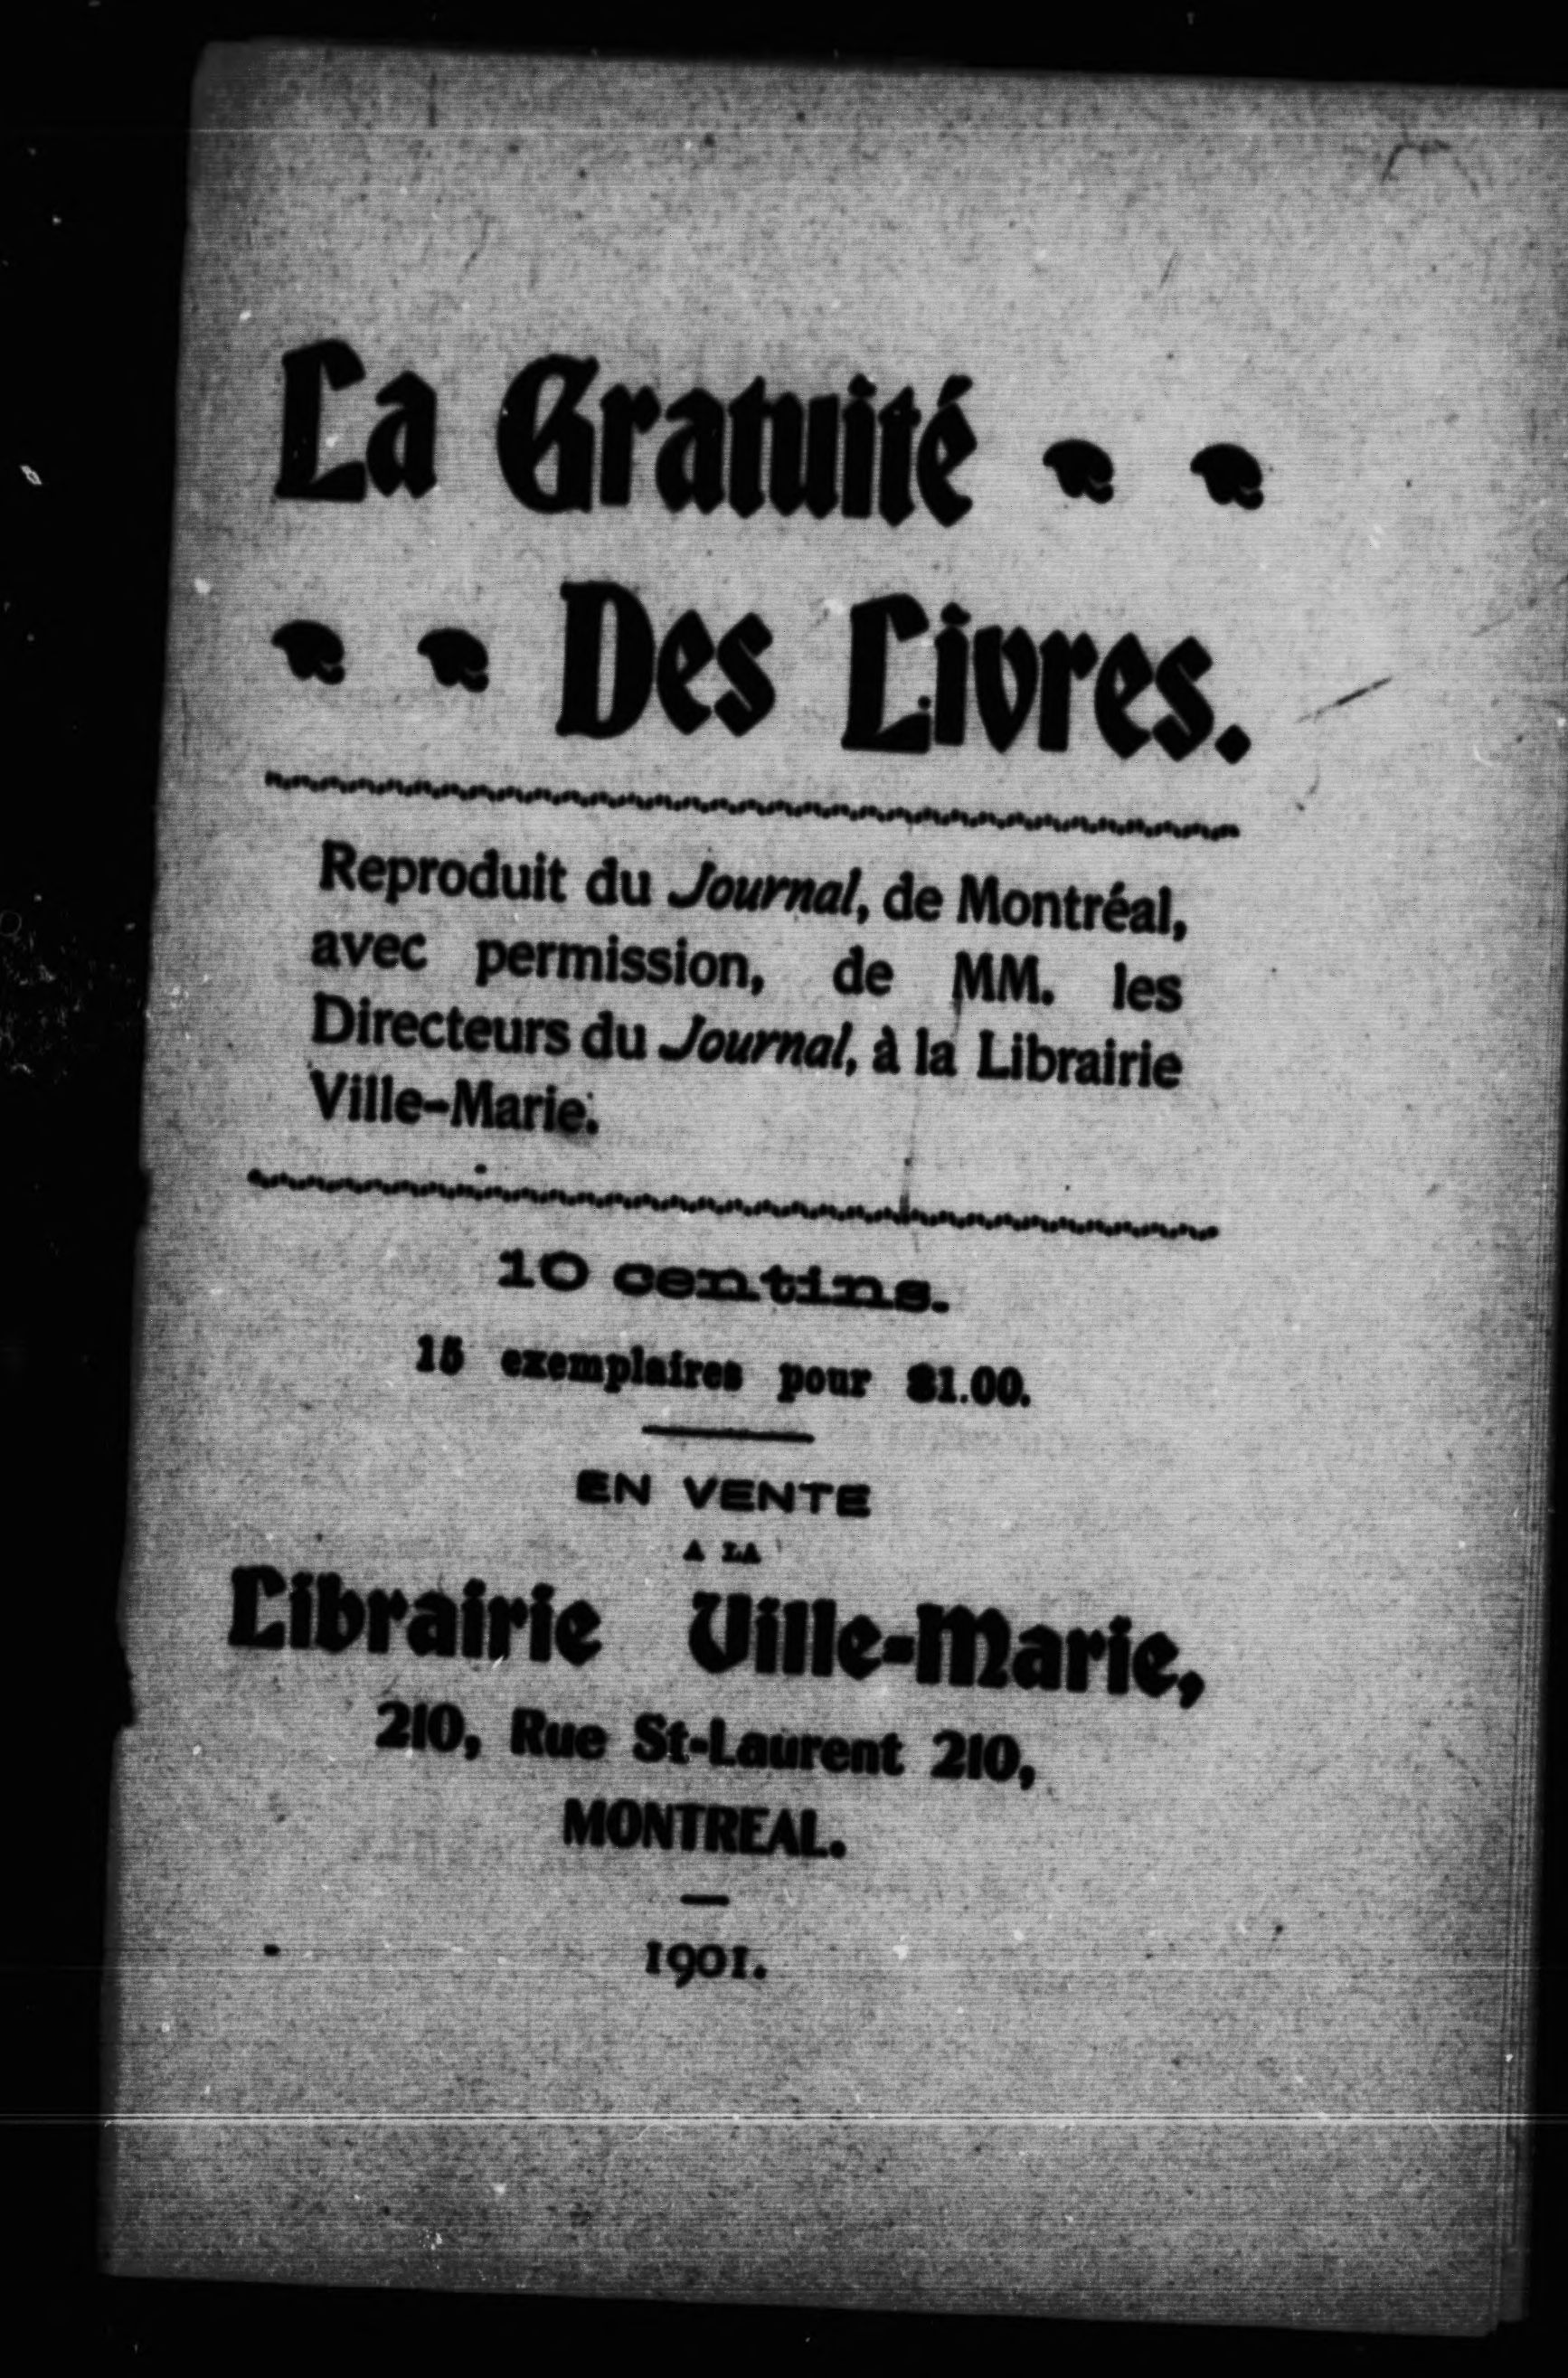 La Gratuité
Des Livres.
Reproduit du Journal, de Montréal,
avec permission, de MM. les
Directeurs du Journal, à la Librairie
Ville-Marie.
10 centins.
15 exemplaires pour $1.00.
EN VENTE
A LA
Librairie Ville-Marie,
210, Rue St-Laurent 210,
MONTREAL.
1901.